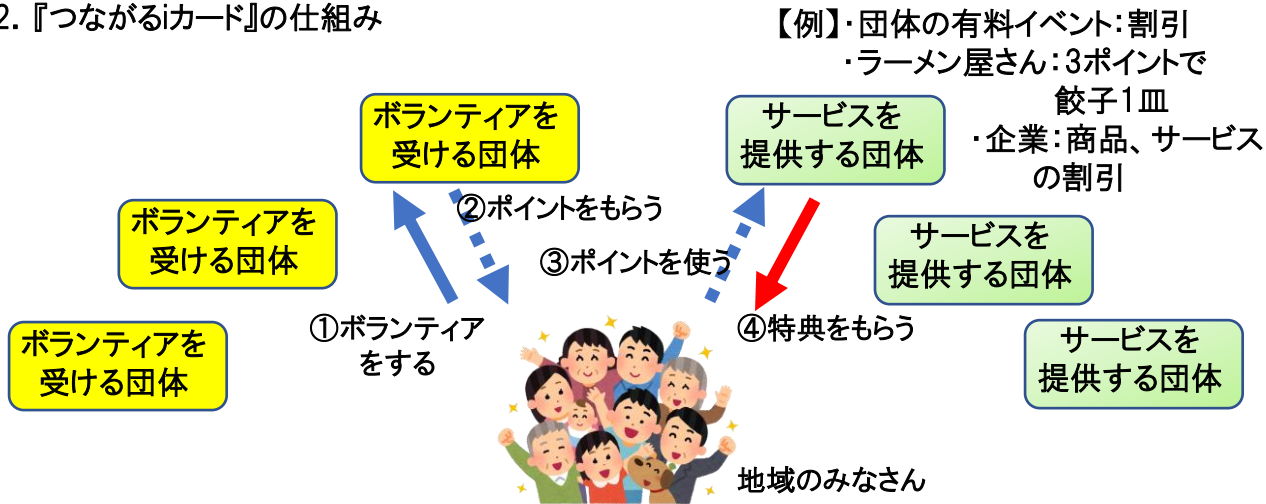 2．『つながるiカード』の仕組み
【例】・団体の有料イベント：割引
・ラーメン屋さん：3ポイントで
餃子1皿
・企業：商品、サービス
の割引
ボランティアを
受ける団体
サービスを
提供する団体
②ポイントをもらう
ボランティアを
受ける団体
③ポイントを使う
サービスを
提供する団体
①ボランティア
をする
④特典をもらう
ボランティアを
受ける団体
サービスを
提供する団体
地域のみなさん